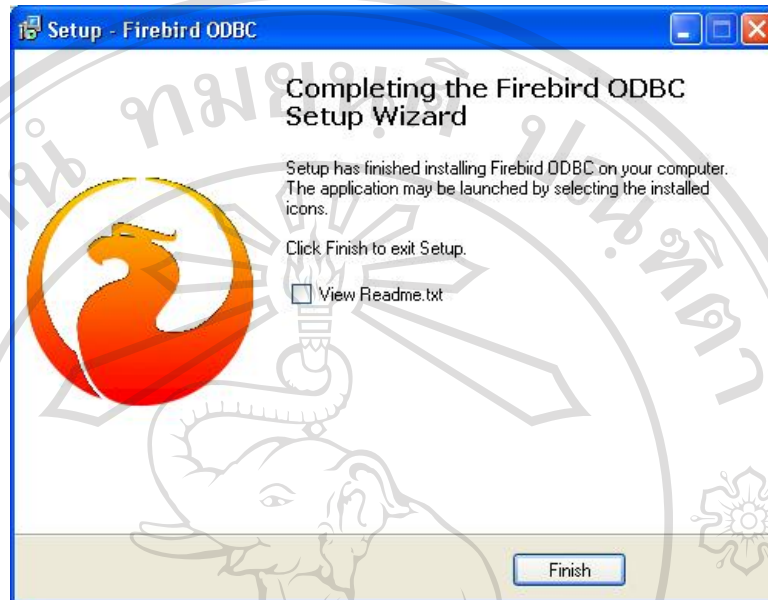 Setup - Firebird ODBC
Completing the Firebird ODBC
Setup Wizard
Setup has finished installing Firebird ODBC on your computer.
The application may be launched by selecting the installed
icons.
Click Finish to exit Setup.
View Readme.txt
Finish